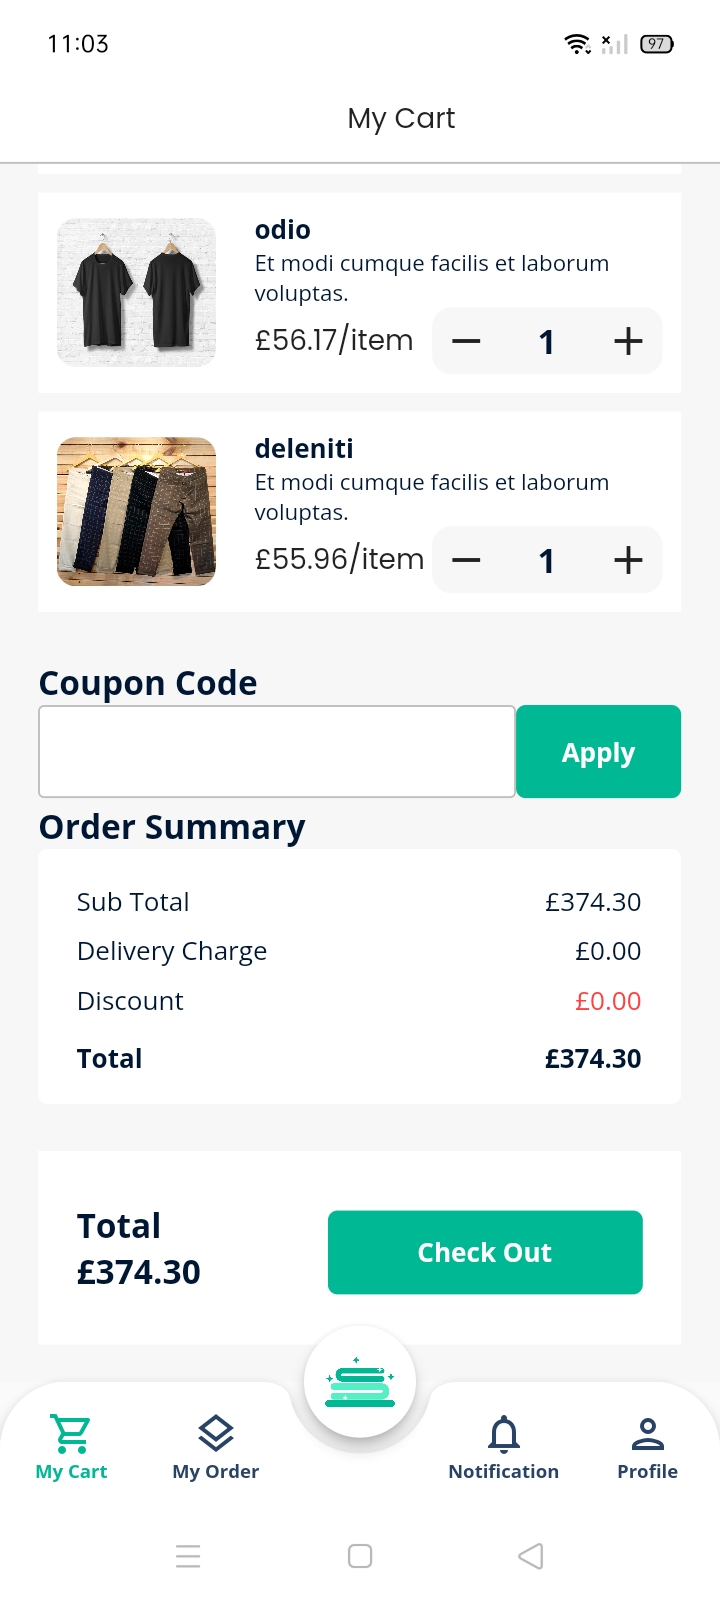 11:03
97
My Cart
odio
Et modi cumque facilis et laborum
voluptas.
£56.17/item
1
deleniti
Et modi cumque facilis et laborum
voluptas.
£55.96/item
1
Coupon Code
Apply
Order Summary
Sub Total £374.30
Delivery Charge £0.00
Discount £0.00
Total £374.30
Total
£374.30
Check Out
My Cart My Order Notification Profile